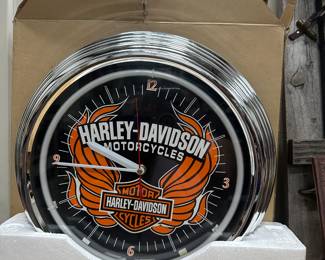 12
HARLEY-DAVIDSON
MOTORCYCLES
9
3
MOTOR
HARLEY-DAVIDSON
CYCLES
6